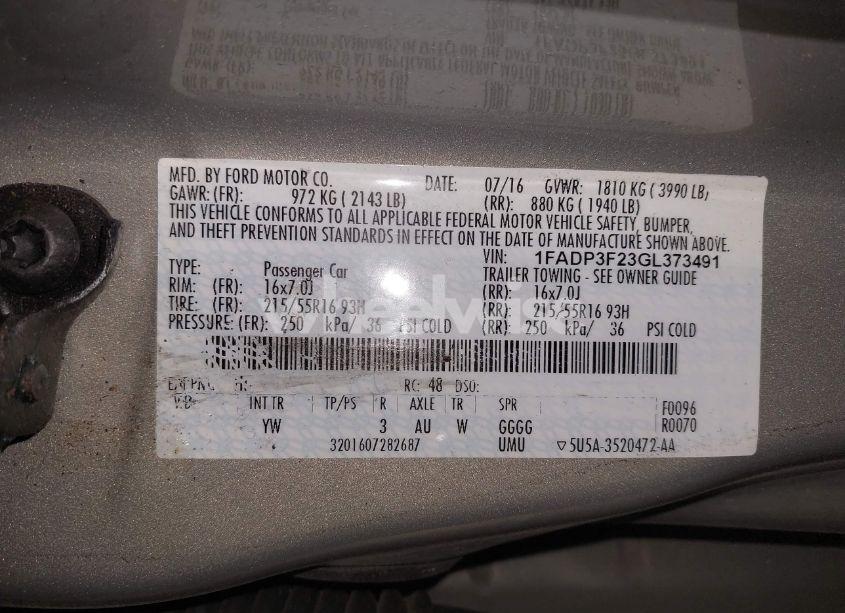 MFD. BY FORD MOTOR CO. DATE: 07/16 GVWR: 1810 KG ( 3990 LB)
GAWR: (FR): 972 KG ( 2143 LB) (RR): 880 KG ( 1940 LB)
THIS VEHICLE CONFORMS TO ALL APPLICABLE FEDERAL MOTOR VEHICLE SAFETY, BUMPER,
AND THEFT PREVENTION STANDARDS IN EFFECT ON THE DATE OF MANUFACTURE SHOWN ABOVE.
VIN: 1FADP3F23GL373491
TYPE: Passenger Car TRAILER TOWING - SEE OWNER GUIDE
RIM: (FR): 16x7.0J (RR): 16x7.0J
TIRE: (FR): 215/55R16 93H (RR): 215/55R16 93H
PRESSURE: (FR): 250 kPa/ 36 PSI COLD (RR): 250 kPa/ 36 PSI COLD
wheelwise
RC: 48 DSO:
INT TR TP/PS R AXLE TR SPR F0096
YW 3 AU W GGGG R0070
3201607282687 UMU ▽5U5A-3520472-AA